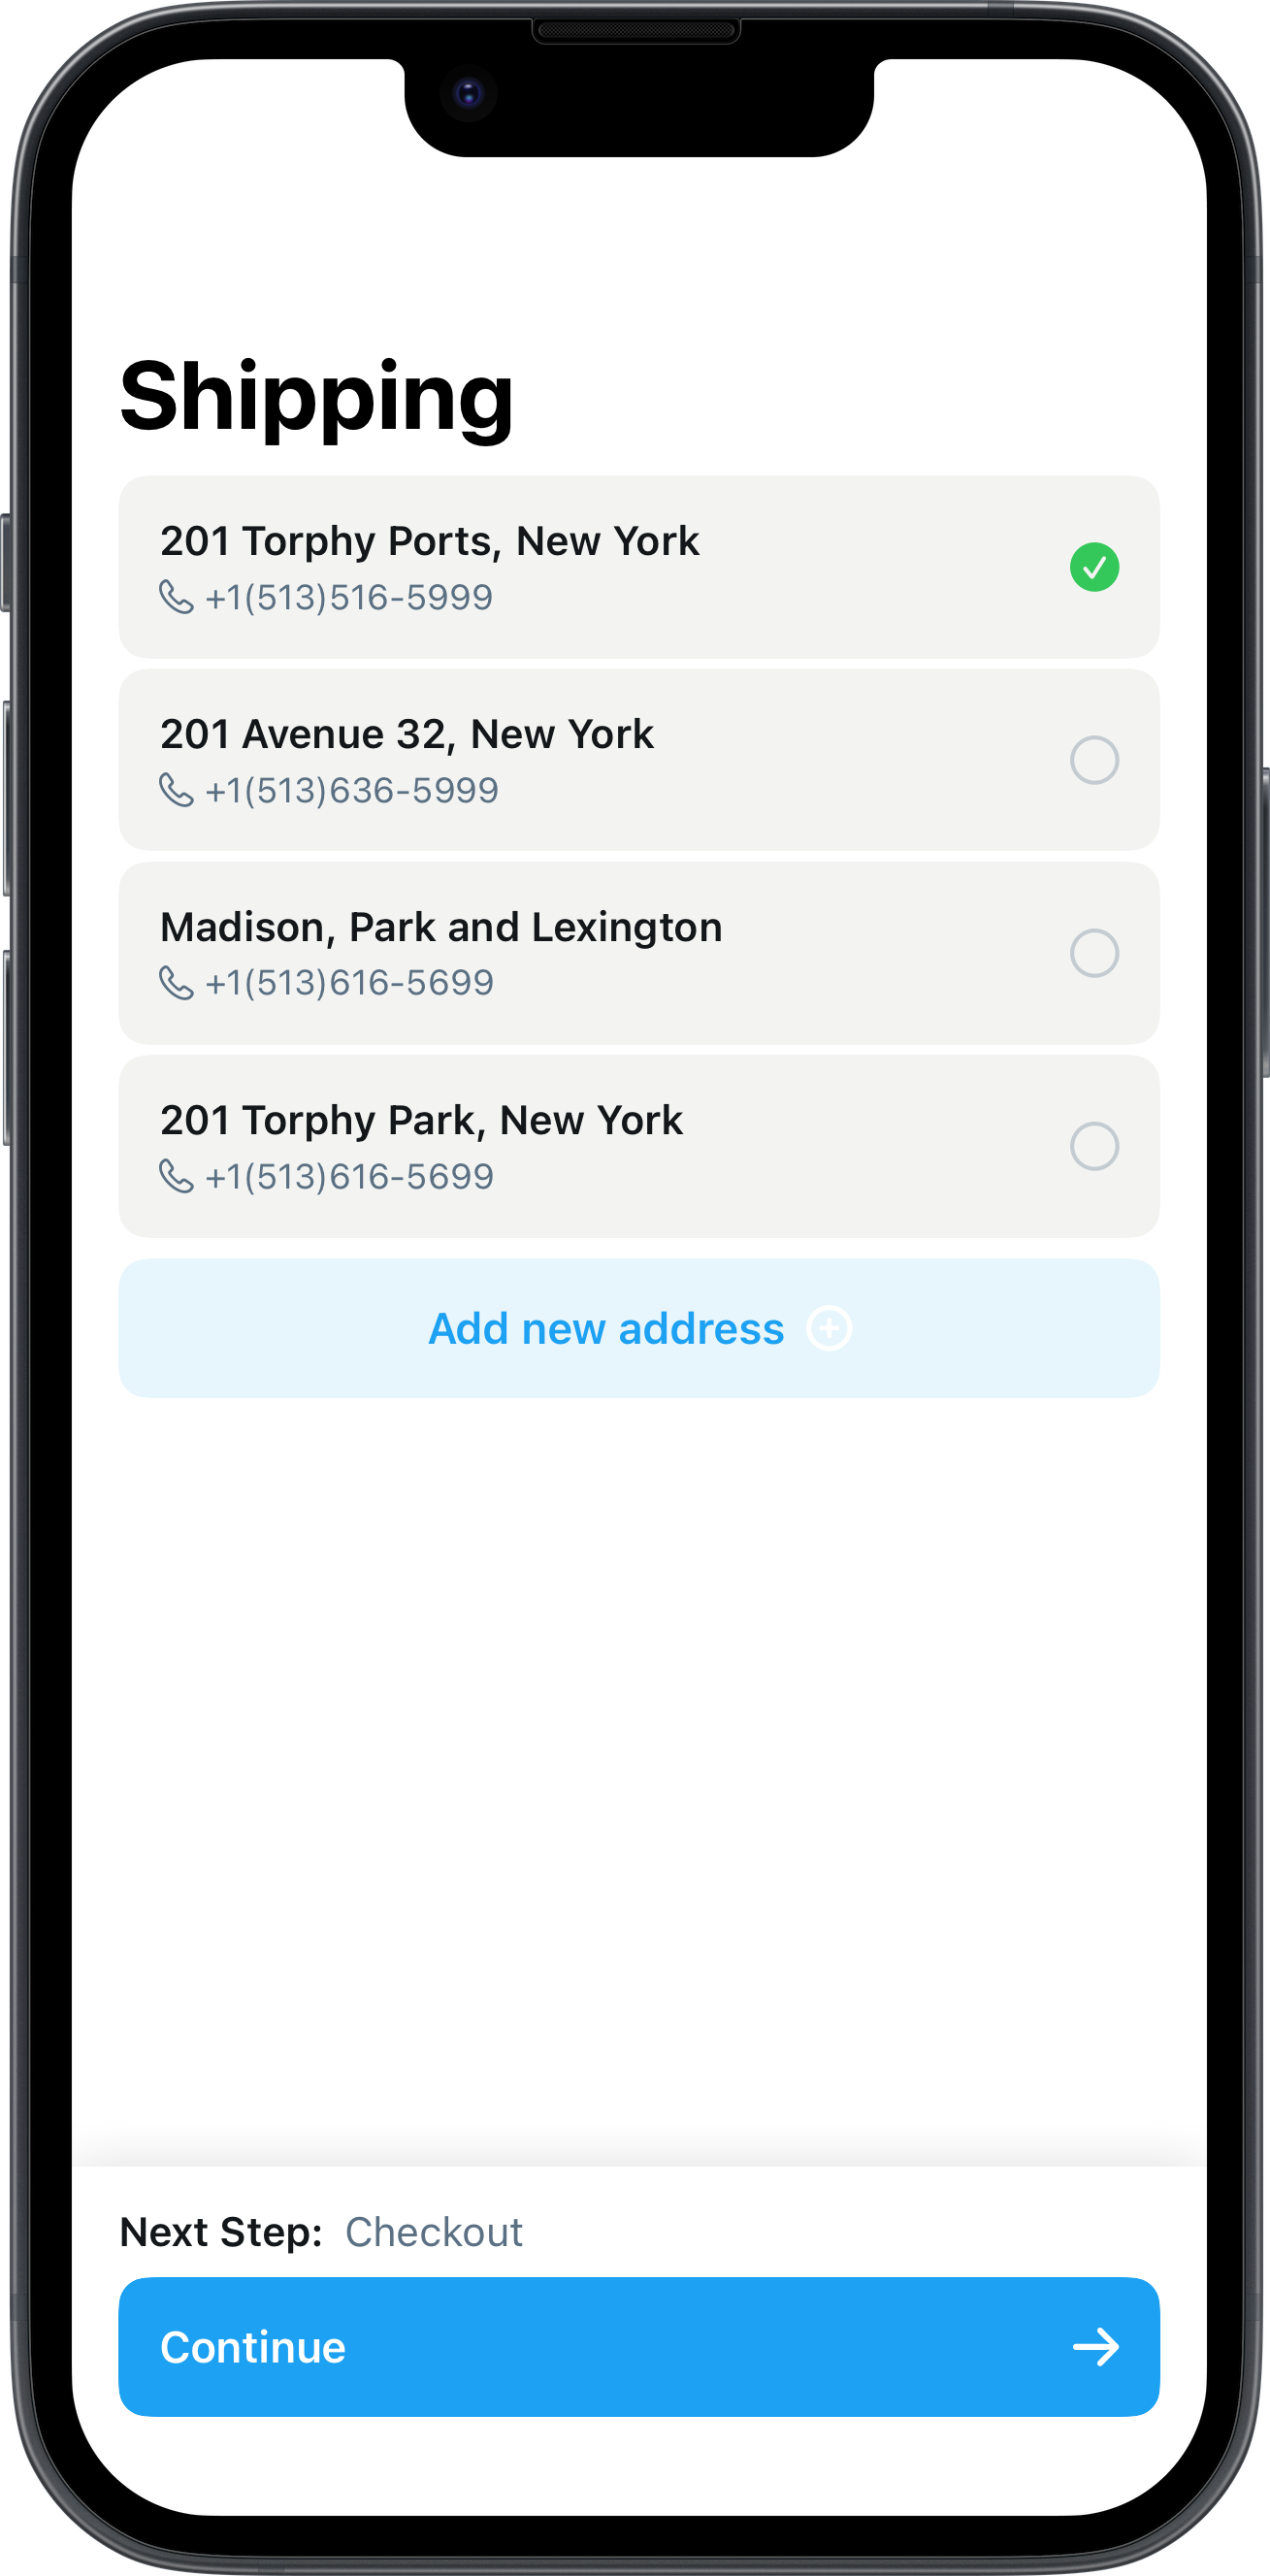 Shipping
201 Torphy Ports, New York
+1(513)516-5999
201 Avenue 32, New York
+1(513)636-5999
Madison, Park and Lexington
+1(513)616-5699
201 Torphy Park, New York
+1(513)616-5699
Add new address
Next Step: Checkout
Continue